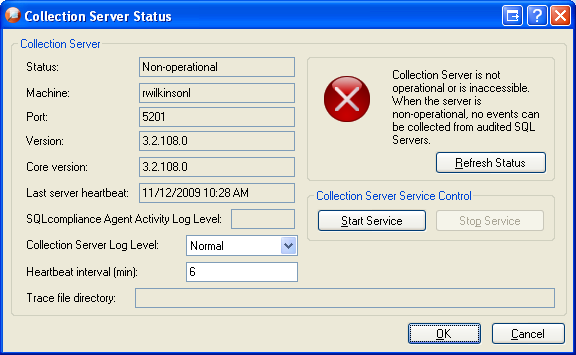 Collection Server Status
Collection Server
Status: Non-operational
Machine: rwilkinsonl
Port: 5201
Version: 3.2.108.0
Core version: 3.2.108.0
Last server heartbeat: 11/12/2009 10:28 AM
SQLcompliance Agent Activity Log Level:
Collection Server Log Level: Normal
Heartbeat interval (min): 6
Trace file directory:
Collection Server is not
operational or is inaccessible.
When the server is
non-operational, no events can
be collected from audited SQL
Servers.
Refresh Status
Collection Server Service Control
Start Service Stop Service
OK Cancel